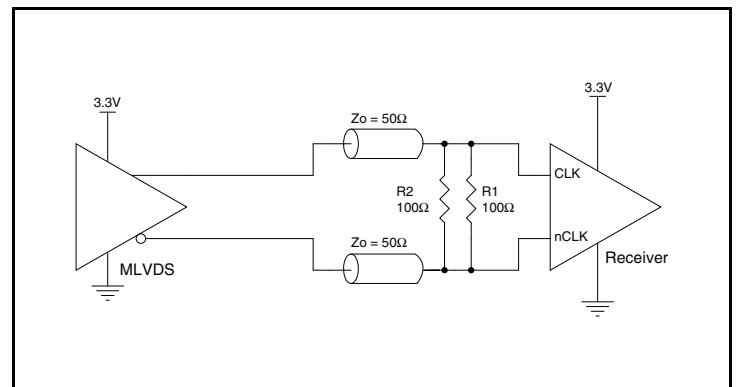 3.3V
3.3V
Zo = 50Ω
CLK
R2
100Ω
R1
100Ω
nCLK
Zo = 50Ω
Receiver
MLVDS